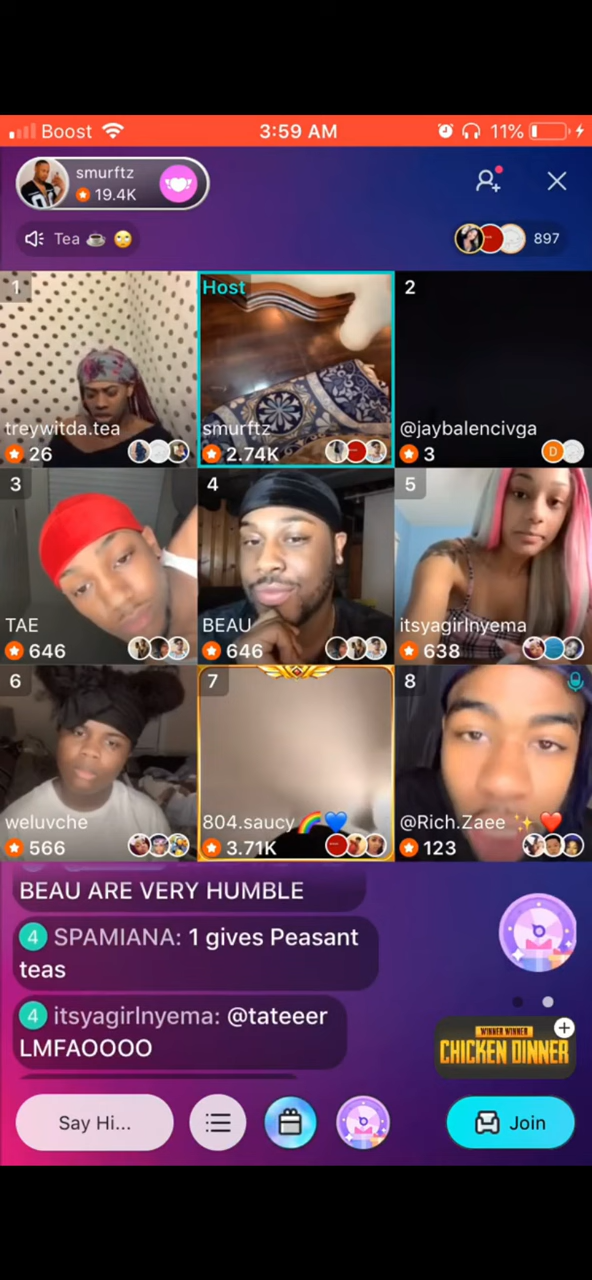 Boost 3:59 AM 11%
smurftz
19.4K
Tea ☕ 🙄 897
1 Host 2
treywitda.tea smurftz @jaybalencivga
26 2.74K 3 D
3 4 5
TAE BEAU itsyagirlnyema
646 646 638
6 7 8
weluvche 804.saucy 🌈💙 @Rich.Zaee ✨ ❤️
566 3.71K 123
BEAU ARE VERY HUMBLE
4 SPAMIANA: 1 gives Peasant
teas
4 itsyagirlnyema: @tateeer
LMFAOOOO
WINNER WINNER
CHICKEN DINNER
Say Hi... Join